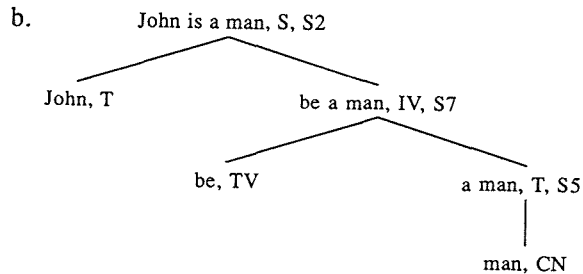 b.
John is a man, S, S2
John, T
be a man, IV, S7
be, TV
a man, T, S5
man, CN